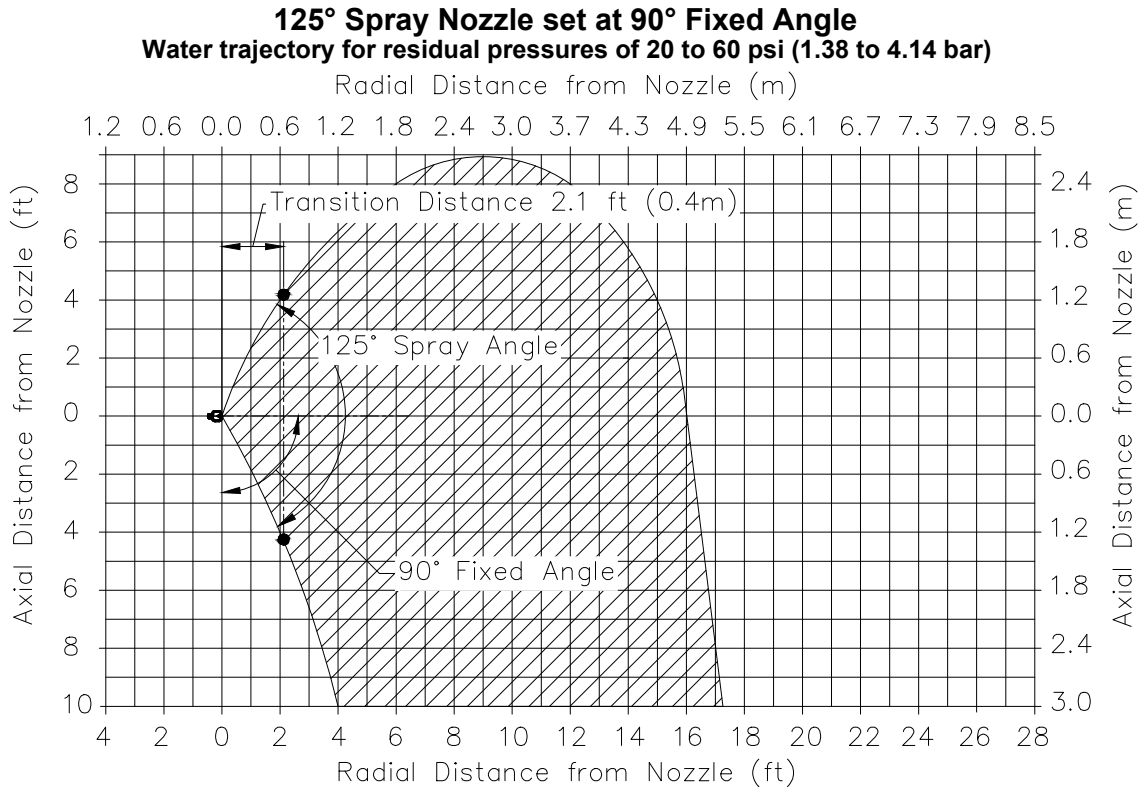 125° Spray Nozzle set at 90° Fixed Angle
Water trajectory for residual pressures of 20 to 60 psi (1.38 to 4.14 bar)
Radial Distance from Nozzle (m)
1.2 0.6 0.0 0.6 1.2 1.8 2.4 3.0 3.7 4.3 4.9 5.5 6.1 6.7 7.3 7.9 8.5
Axial Distance from Nozzle (ft)
8
6
4
2
0
2
4
6
8
10
Transition Distance 2.1 ft (0.4m)
125° Spray Angle
90° Fixed Angle
2.4
1.8
1.2
0.6
0.0
0.6
1.2
1.8
2.4
3.0
Axial Distance from Nozzle (m)
4 2 0 2 4 6 8 10 12 14 16 18 20 22 24 26 28
Radial Distance from Nozzle (ft)